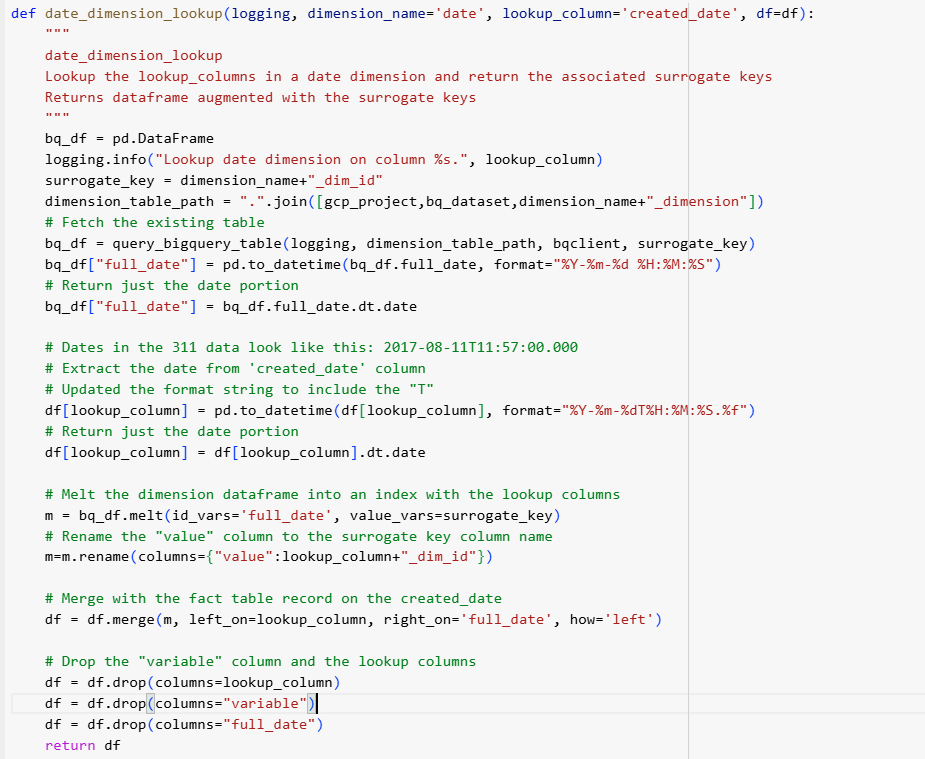 def date_dimension_lookup(logging, dimension_name='date', lookup_column='created_date', df=df):
    """
    date_dimension_lookup
    Lookup the lookup_columns in a date dimension and return the associated surrogate keys
    Returns dataframe augmented with the surrogate keys
    """
    bq_df = pd.DataFrame
    logging.info("Lookup date dimension on column %s.", lookup_column)
    surrogate_key = dimension_name+"_dim_id"
    dimension_table_path = ".".join([gcp_project,bq_dataset,dimension_name+"_dimension"])
    # Fetch the existing table
    bq_df = query_bigquery_table(logging, dimension_table_path, bqclient, surrogate_key)
    bq_df["full_date"] = pd.to_datetime(bq_df.full_date, format="%Y-%m-%d %H:%M:%S")
    # Return just the date portion
    bq_df["full_date"] = bq_df.full_date.dt.date

    # Dates in the 311 data look like this: 2017-08-11T11:57:00.000
    # Extract the date from 'created_date' column
    # Updated the format string to include the "T"
    df[lookup_column] = pd.to_datetime(df[lookup_column], format="%Y-%m-%dT%H:%M:%S.%f")
    # Return just the date portion
    df[lookup_column] = df[lookup_column].dt.date

    # Melt the dimension dataframe into an index with the lookup columns
    m = bq_df.melt(id_vars='full_date', value_vars=surrogate_key)
    # Rename the "value" column to the surrogate key column name
    m=m.rename(columns={"value":lookup_column+"_dim_id"})

    # Merge with the fact table record on the created_date
    df = df.merge(m, left_on=lookup_column, right_on='full_date', how='left')

    # Drop the "variable" column and the lookup columns
    df = df.drop(columns=lookup_column)
    df = df.drop(columns="variable")
    df = df.drop(columns="full_date")
    return df